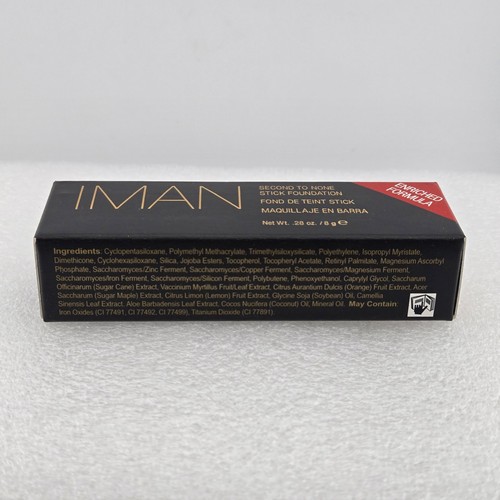 IMAN
SECOND TO NONE
STICK FOUNDATION
FOND DE TEINT STICK
MAQUILLAJE EN BARRA
Net Wt. .28 oz. / 8 g ℮
ENRICHED
FORMULA
Ingredients: Cyclopentasiloxane, Polymethyl Methacrylate, Trimethylsiloxysilicate, Polyethylene, Isopropyl Myristate,
Dimethicone, Cyclohexasiloxane, Silica, Jojoba Esters, Tocopherol, Tocopheryl Acetate, Retinyl Palmitate, Magnesium Ascorbyl
Phosphate, Saccharomyces/Zinc Ferment, Saccharomyces/Copper Ferment, Saccharomyces/Magnesium Ferment,
Saccharomyces/Iron Ferment, Saccharomyces/Silicon Ferment, Polybutene, Phenoxyethanol, Caprylyl Glycol, Saccharum
Officinarum (Sugar Cane) Extract, Vaccinium Myrtillus Fruit/Leaf Extract, Citrus Aurantium Dulcis (Orange) Fruit Extract, Acer
Saccharum (Sugar Maple) Extract, Citrus Limon (Lemon) Fruit Extract, Glycine Soja (Soybean) Oil, Camellia
Sinensis Leaf Extract, Aloe Barbadensis Leaf Extract, Cocos Nucifera (Coconut) Oil, Mineral Oil. May Contain:
Iron Oxides (CI 77491, CI 77492, CI 77499), Titanium Dioxide (CI 77891)